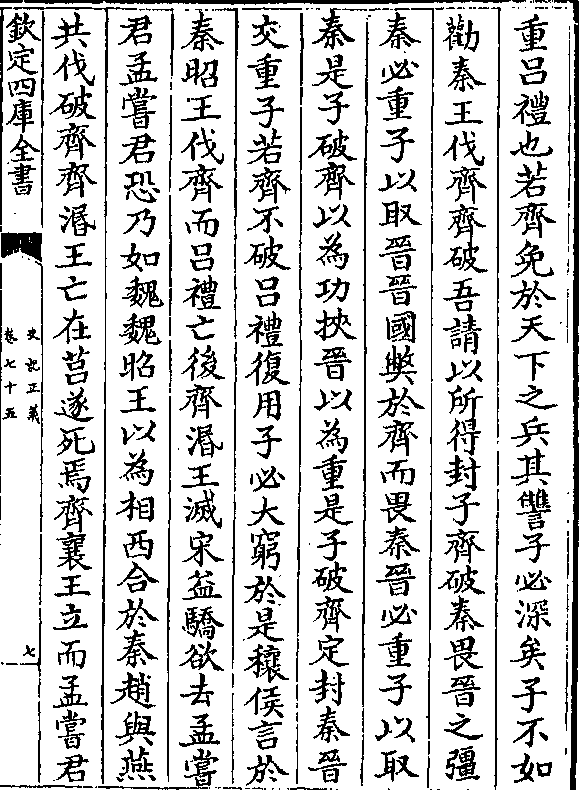 重呂禮也若齊免於天下之兵其讐子必深矣子不如
勸秦王伐齊齊破吾請以所得封子齊破秦畏晉之彊
秦必重子以取晉晉國獘於齊而畏秦晉必重子以取
秦是子破齊以為功挾晉以為重是子破齊定封秦晉
交重子若齊不破呂禮復用子必大窮於是穰侯言於
秦昭王伐齊而呂禮亡後齊湣王滅宋益驕欲去孟嘗
君孟嘗君恐乃如魏魏昭王以為相西合於秦趙與燕
共伐破齊齊湣王亡在莒遂死焉齊襄王立而孟嘗君
欽定四庫全書
史記正義
卷七十五
七